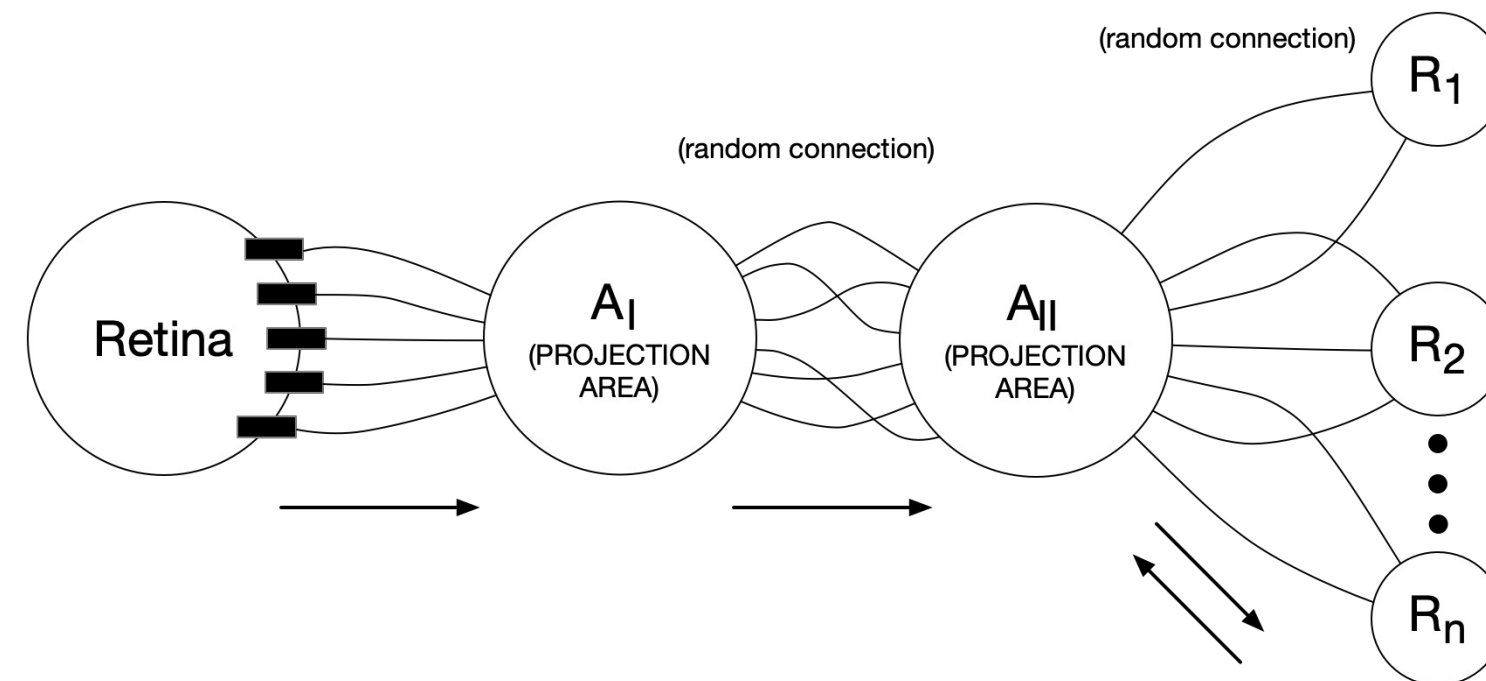 (random connection)
R1
(random connection)
Retina
AI
(PROJECTION
AREA)
AII
(PROJECTION
AREA)
R2
Rn